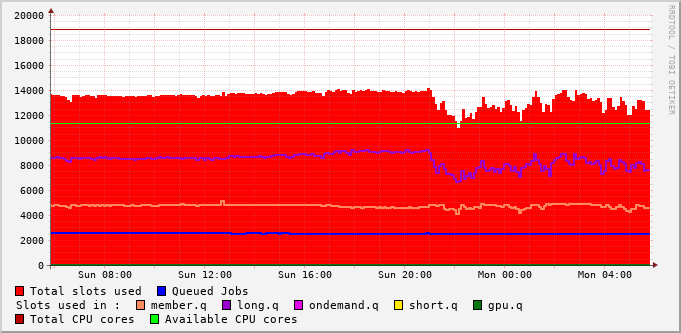 20000
18000
16000
14000
12000
10000
8000
6000
4000
2000
0
Sun 08:00 Sun 12:00 Sun 16:00 Sun 20:00 Mon 00:00 Mon 04:00
RRDTOOL / TOBI OETIKER
Total slots used Queued Jobs
Slots used in : member.q long.q ondemand.q short.q gpu.q
Total CPU cores Available CPU cores